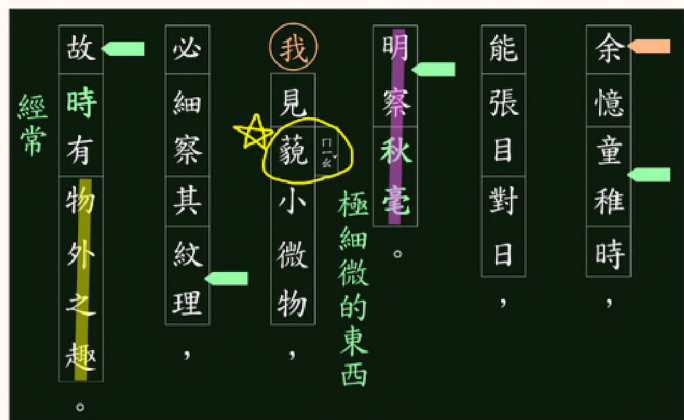 余憶童稚時，
能張目對日，
明察秋毫。
極細微的東西
我見藐小微物，
ㄇㄧㄠˇ
必細察其紋理，
故時有物外之趣。
經常